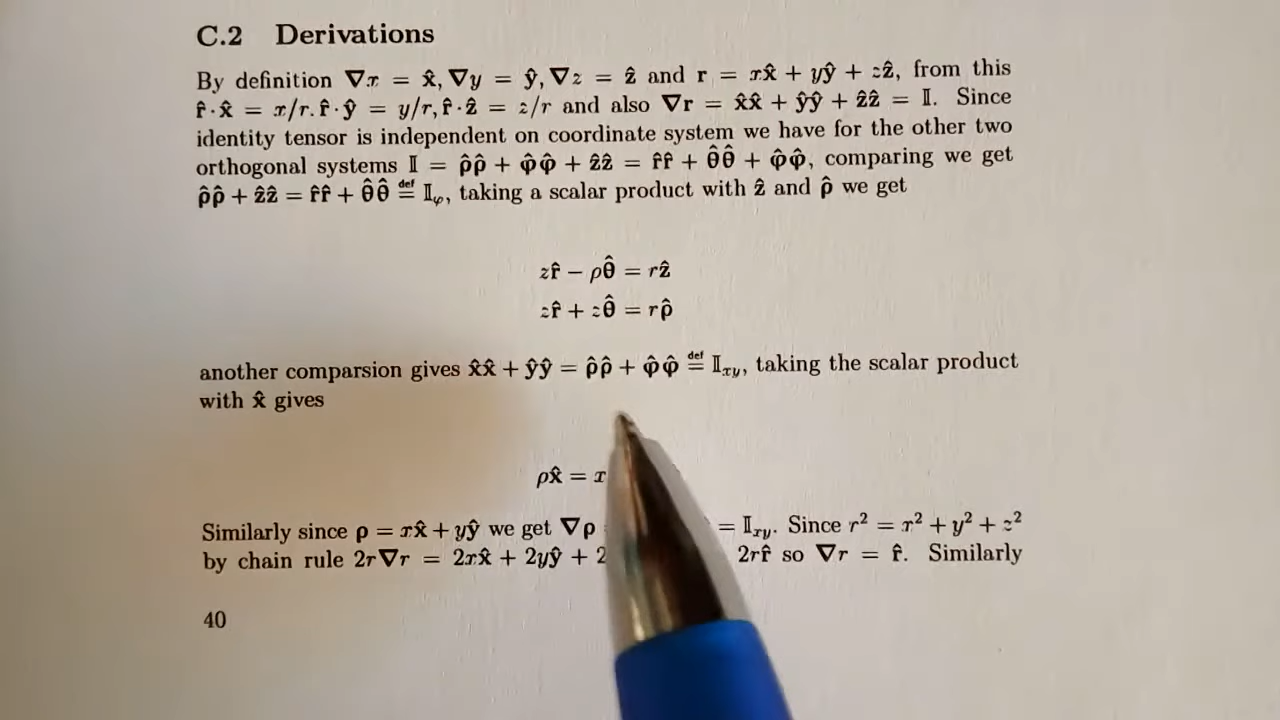 C.2 Derivations
By definition ∇x = x̂, ∇y = ŷ, ∇z = ẑ and r = xx̂ + yŷ + zẑ, from this
r̂·x̂ = x/r. r̂·ŷ = y/r, r̂·ẑ = z/r and also ∇r = x̂x̂ + ŷŷ + ẑẑ = 𝕀. Since
identity tensor is independent on coordinate system we have for the other two
orthogonal systems 𝕀 = ρ̂ρ̂ + φ̂φ̂ + ẑẑ = r̂r̂ + θ̂θ̂ + φ̂φ̂, comparing we get
ρ̂ρ̂ + ẑẑ = r̂r̂ + θ̂θ̂ ≝ 𝕀φ, taking a scalar product with ẑ and ρ̂ we get
zr̂ − ρθ̂ = rẑ
zr̂ + zθ̂ = rρ̂
another comparsion gives x̂x̂ + ŷŷ = ρ̂ρ̂ + φ̂φ̂ ≝ 𝕀xy, taking the scalar product
with x̂ gives
ρx̂ = x
Similarly since ρ = xx̂ + yŷ we get ∇ρ = 𝕀xy. Since r² = x² + y² + z²
by chain rule 2r∇r = 2xx̂ + 2yŷ + 2 2rr̂ so ∇r = r̂. Similarly
40